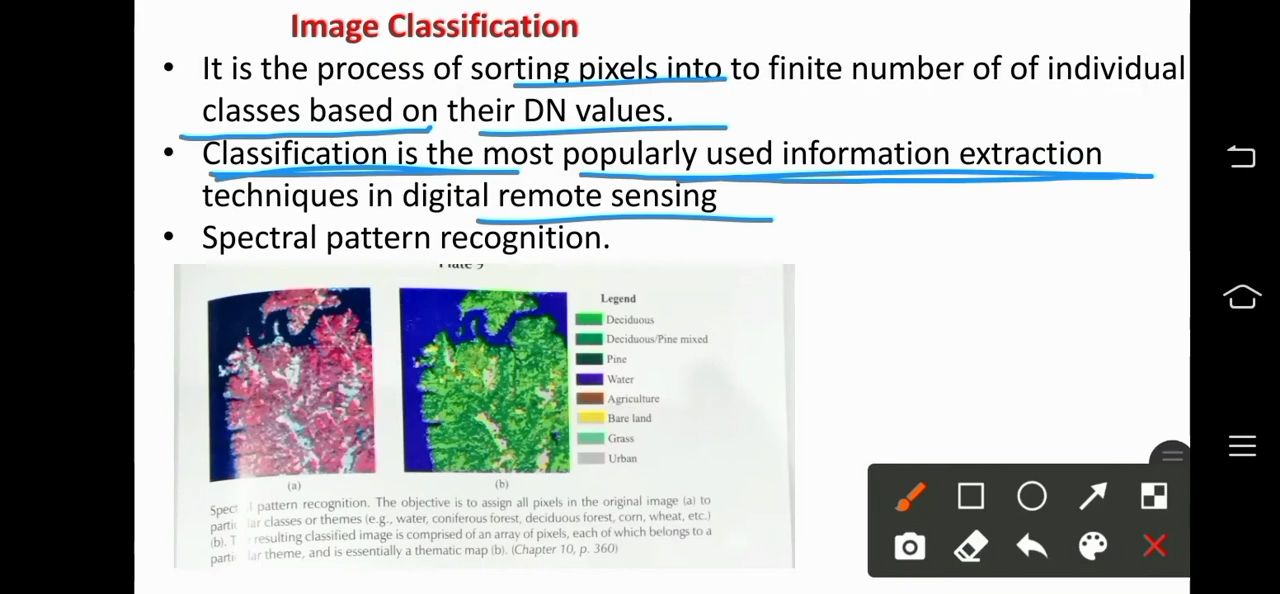 Image Classification
• It is the process of sorting pixels into to finite number of of individual
classes based on their DN values.
• Classification is the most popularly used information extraction
techniques in digital remote sensing
• Spectral pattern recognition.
Plate 9
Legend
Deciduous
Deciduous/Pine mixed
Pine
Water
Agriculture
Bare land
Grass
Urban
(a)
(b)
pattern recognition. The objective is to assign all pixels in the original image (a) to
classes or themes (e.g., water, coniferous forest, deciduous forest, corn, wheat, etc.)
(b). resulting classified image is comprised of an array of pixels, each of which belongs to a
theme, and is essentially a thematic map (b). (Chapter 10, p. 360)